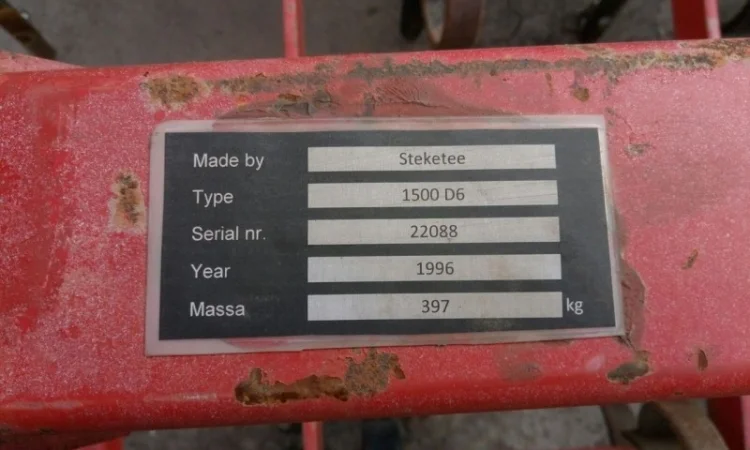 Made by Steketee
Type 1500 D6
Serial nr. 22088
Year 1996
Massa 397 kg